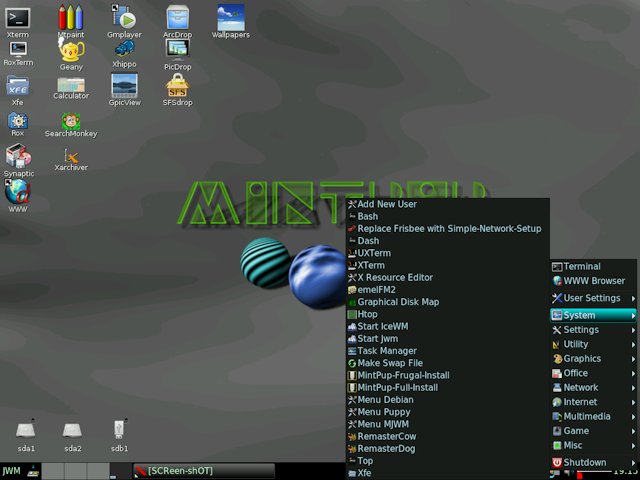 Xterm
Mtpaint
Gmplayer
ArcDrop
Wallpapers
RoxTerm
Geany
Xhippo
PicDrop
Xfe
Calculator
GpicView
SFS
SFSdrop
Rox
SearchMonkey
Synaptic
Xarchiver
WWW
MINTPUP
Add New User
Bash
Replace Frisbee with Simple-Network-Setup
Dash
UXTerm
XTerm
X Resource Editor
emelFM2
Graphical Disk Map
Htop
Start IceWM
Start Jwm
Task Manager
Make Swap File
MintPup-Frugal-Install
MintPup-Full-Install
Menu Debian
Menu Puppy
Menu MJWM
RemasterCow
RemasterDog
Top
Xfe
Terminal
WWW Browser
User Settings
System
Settings
Utility
Graphics
Office
Network
Internet
Multimedia
Game
Misc
Shutdown
sda1
sda2
sdb1
JWM
[SCReen-shOT]